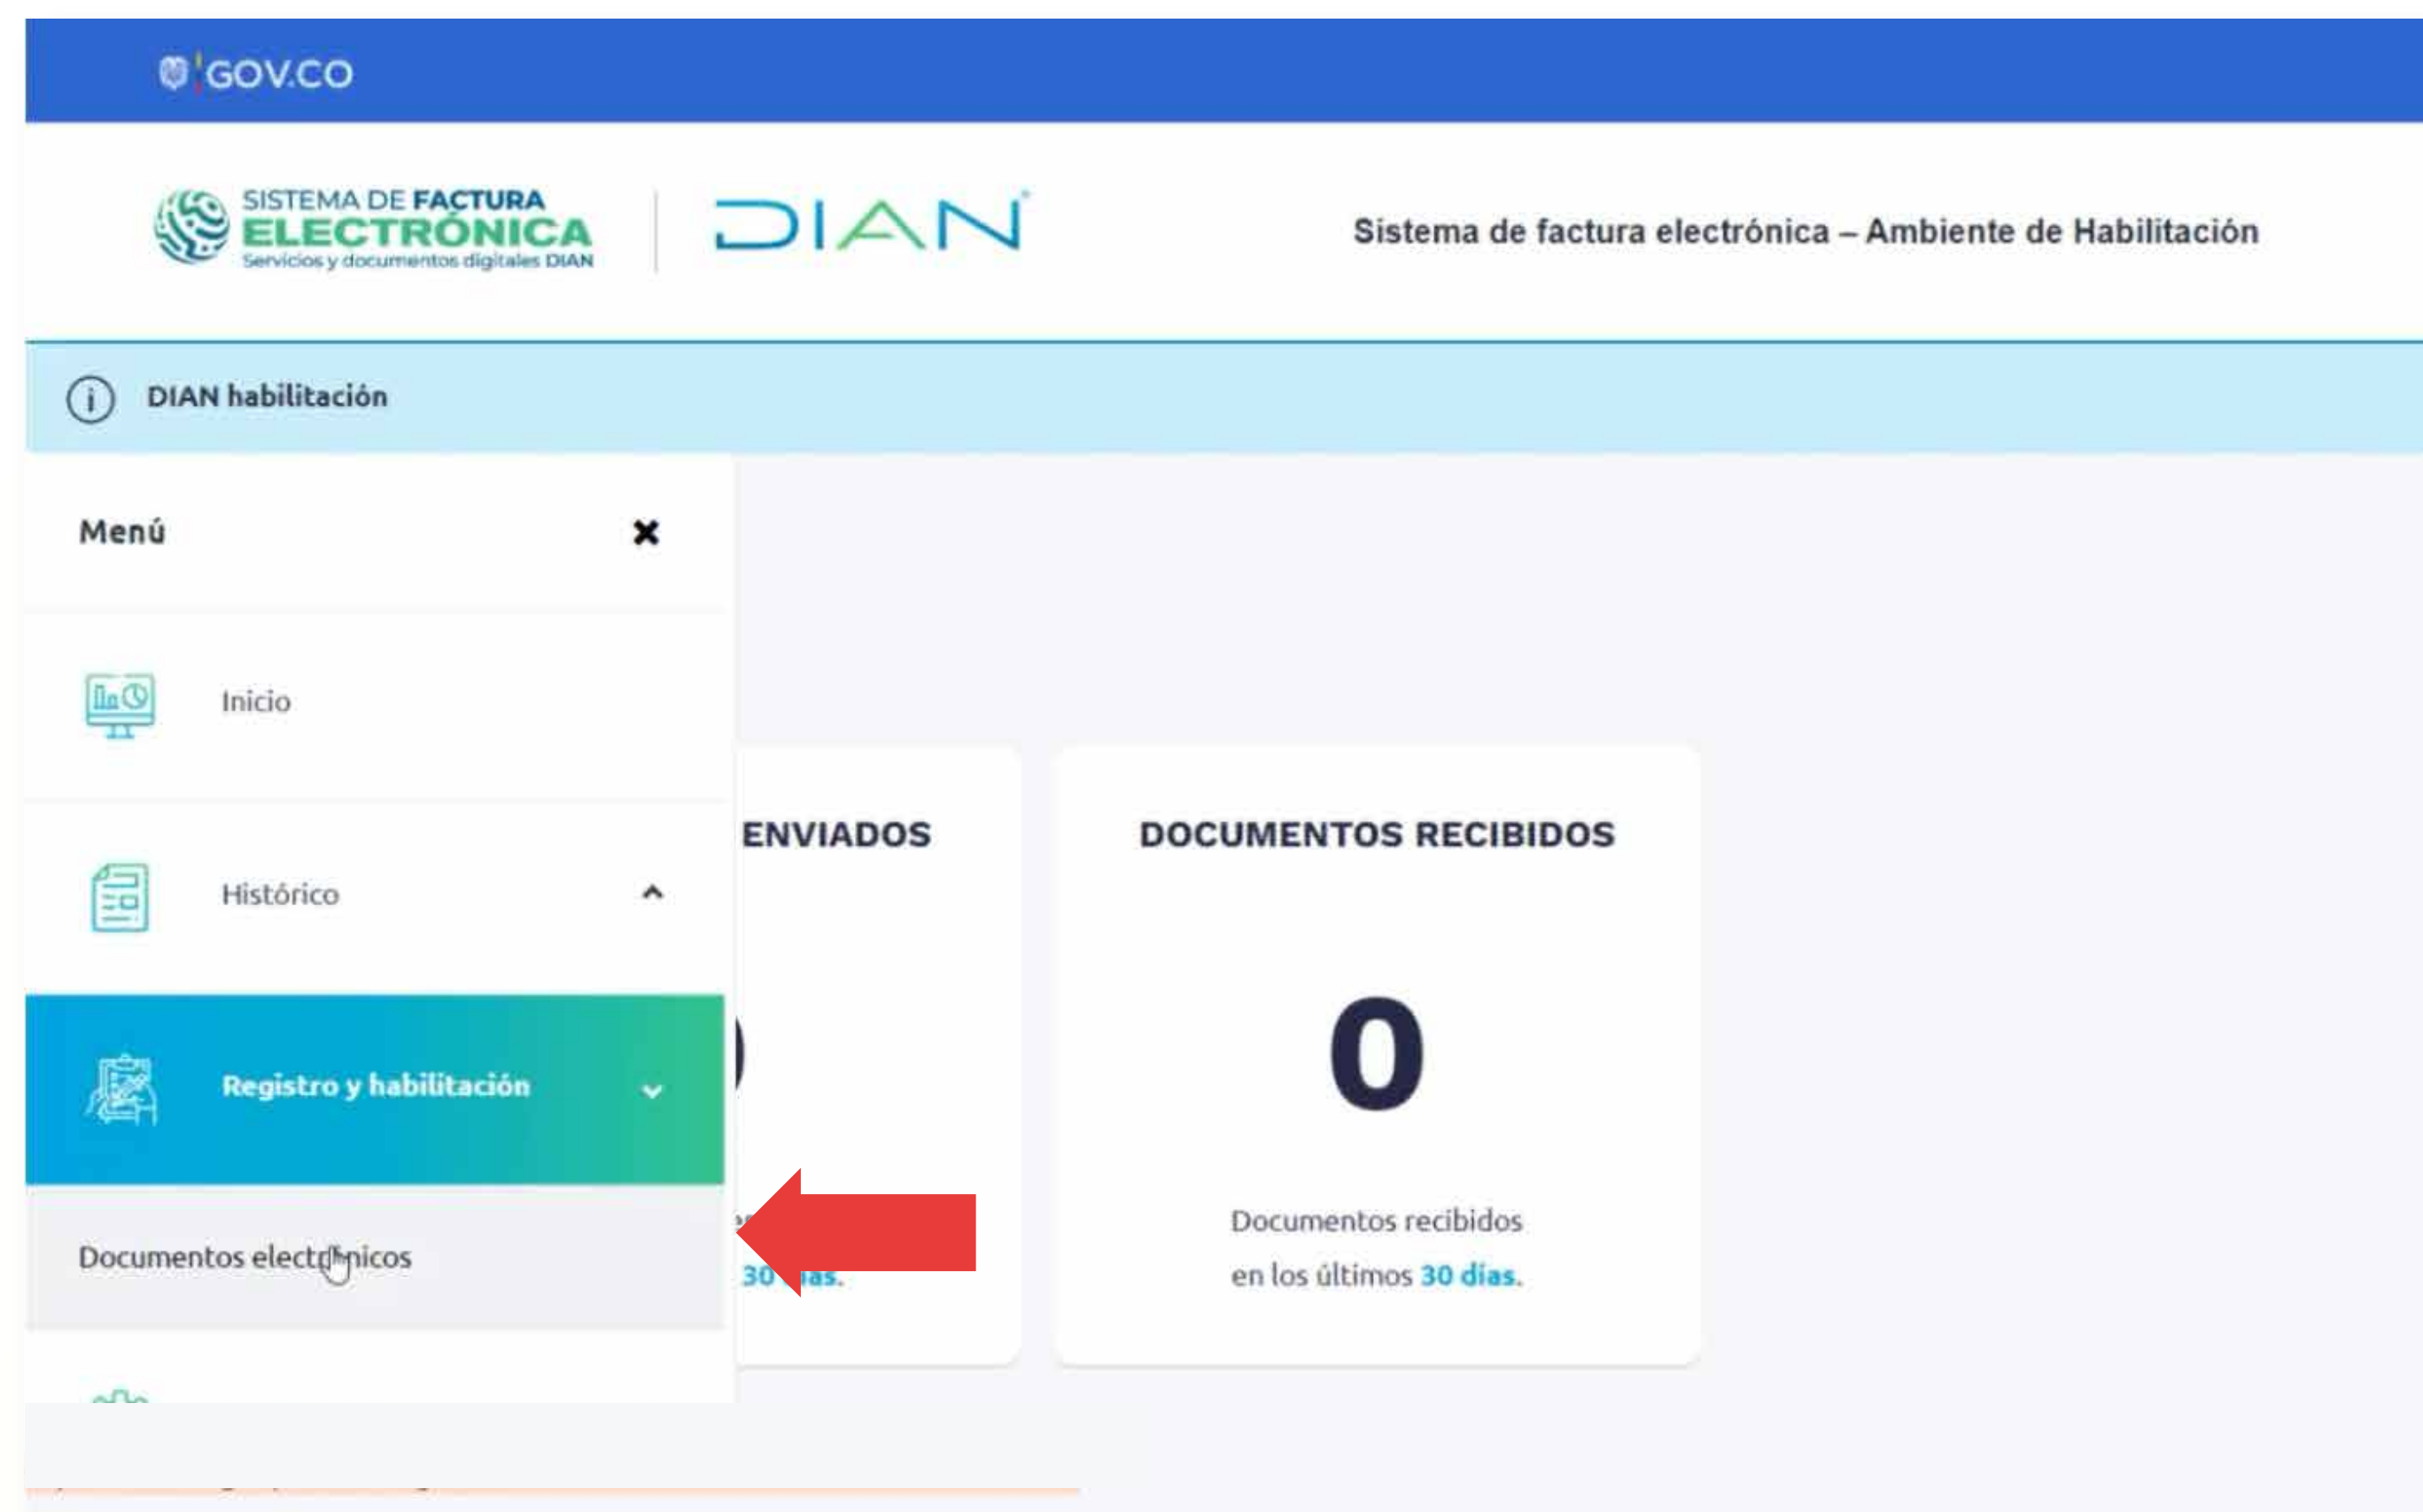 GOV.CO
SISTEMA DE FACTURA
ELECTRÓNICA
Servicios y documentos digitales DIAN
DIAN
Sistema de factura electrónica – Ambiente de Habilitación
DIAN habilitación
Menú
Inicio
Histórico
Registro y habilitación
Documentos electrónicos
ENVIADOS
30 días.
DOCUMENTOS RECIBIDOS
0
Documentos recibidos
en los últimos 30 días.